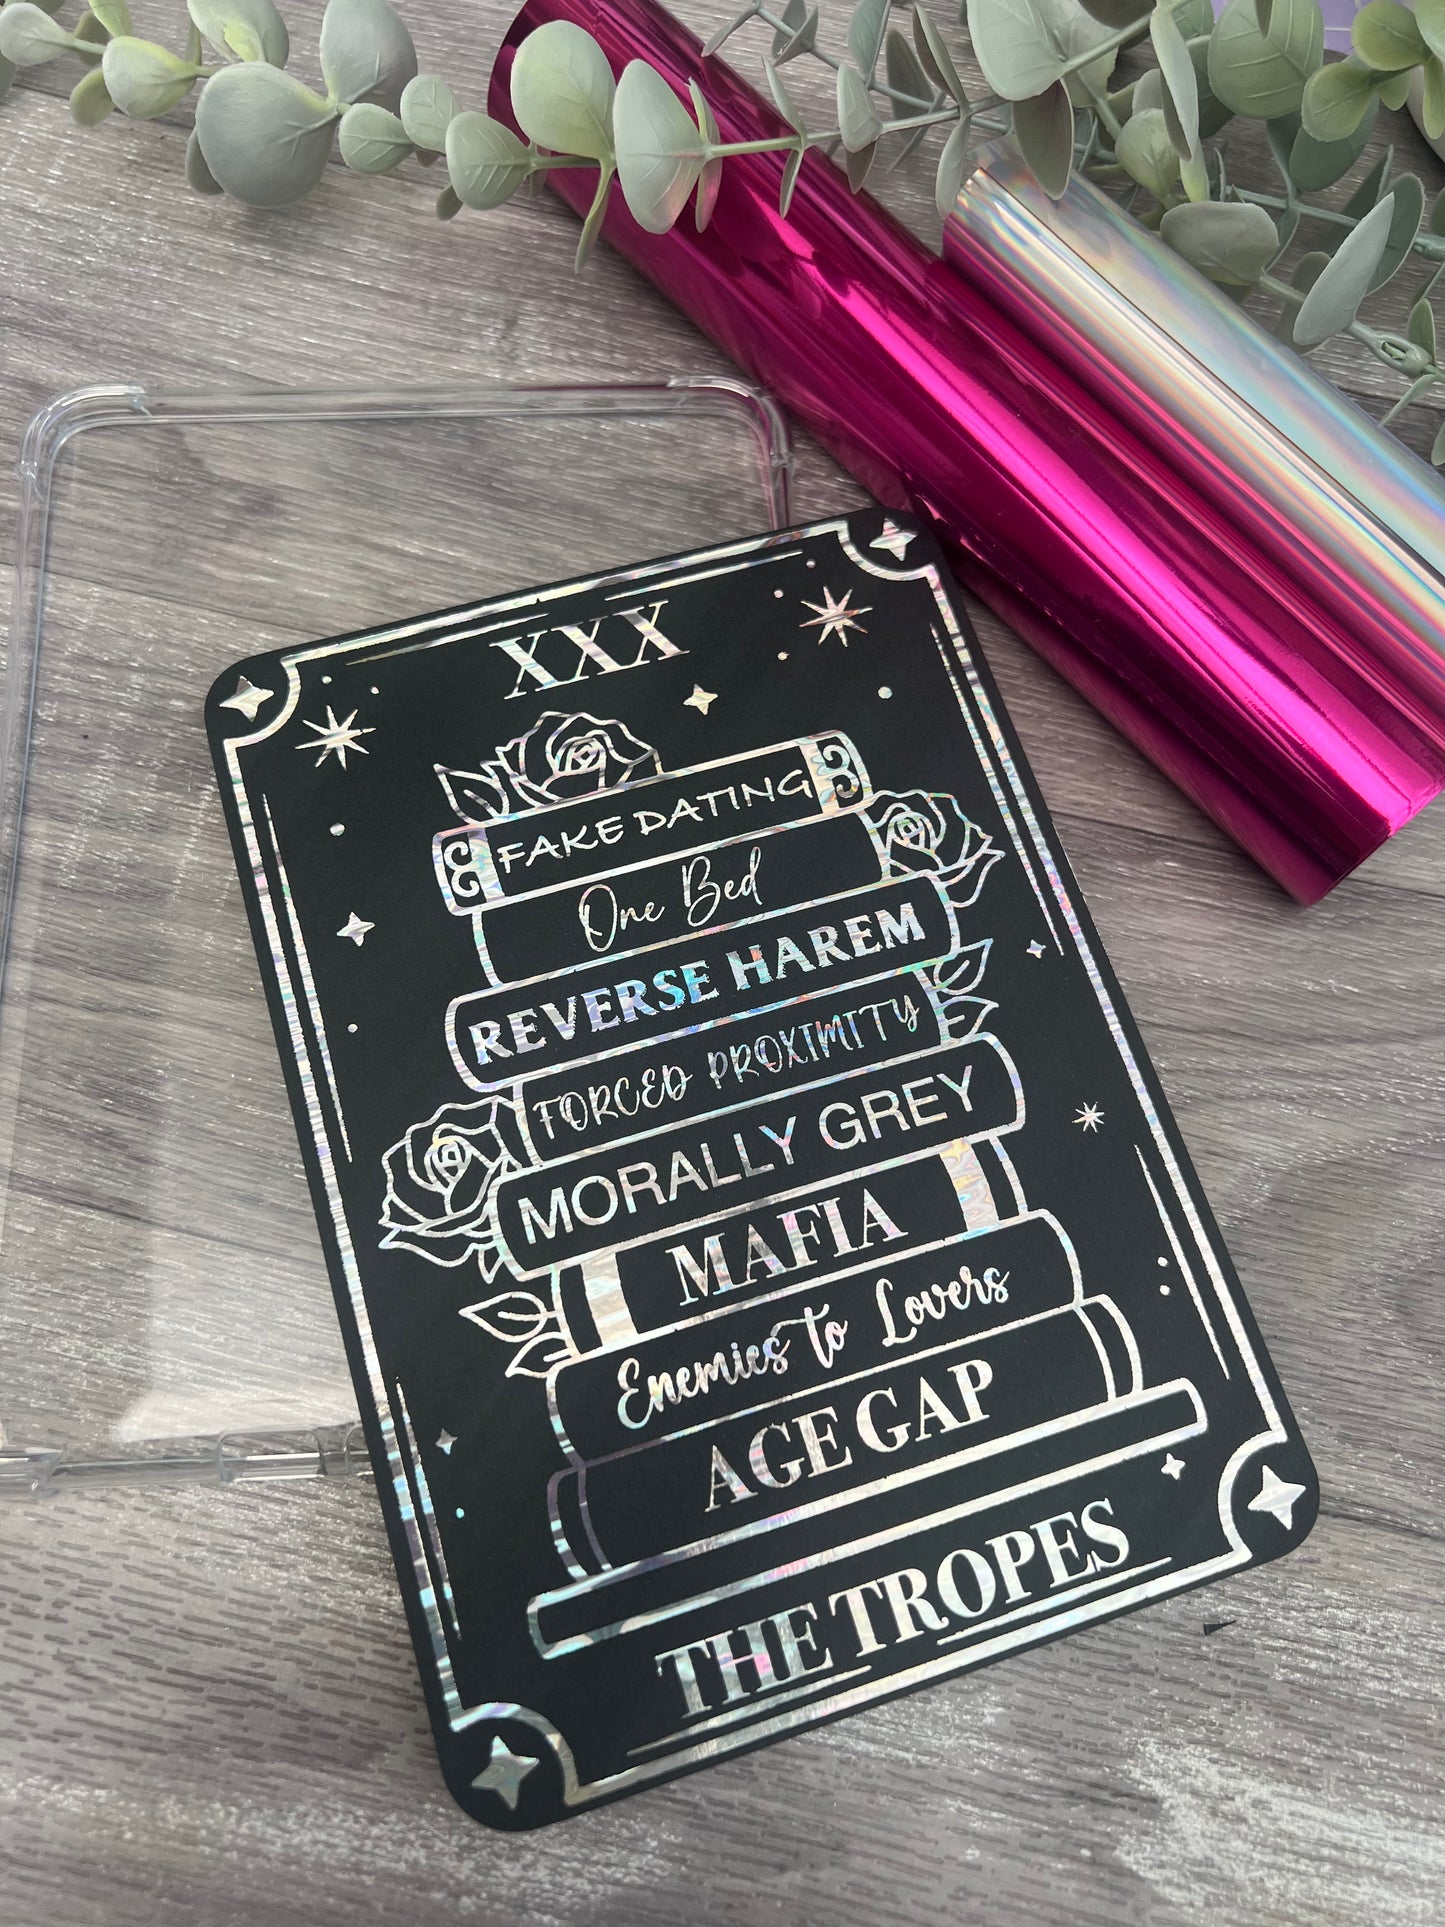 XXX
FAKE DATING
One Bed
REVERSE HAREM
FORCED PROXIMITY
MORALLY GREY
MAFIA
Enemies to Lovers
AGE GAP
THE TROPES